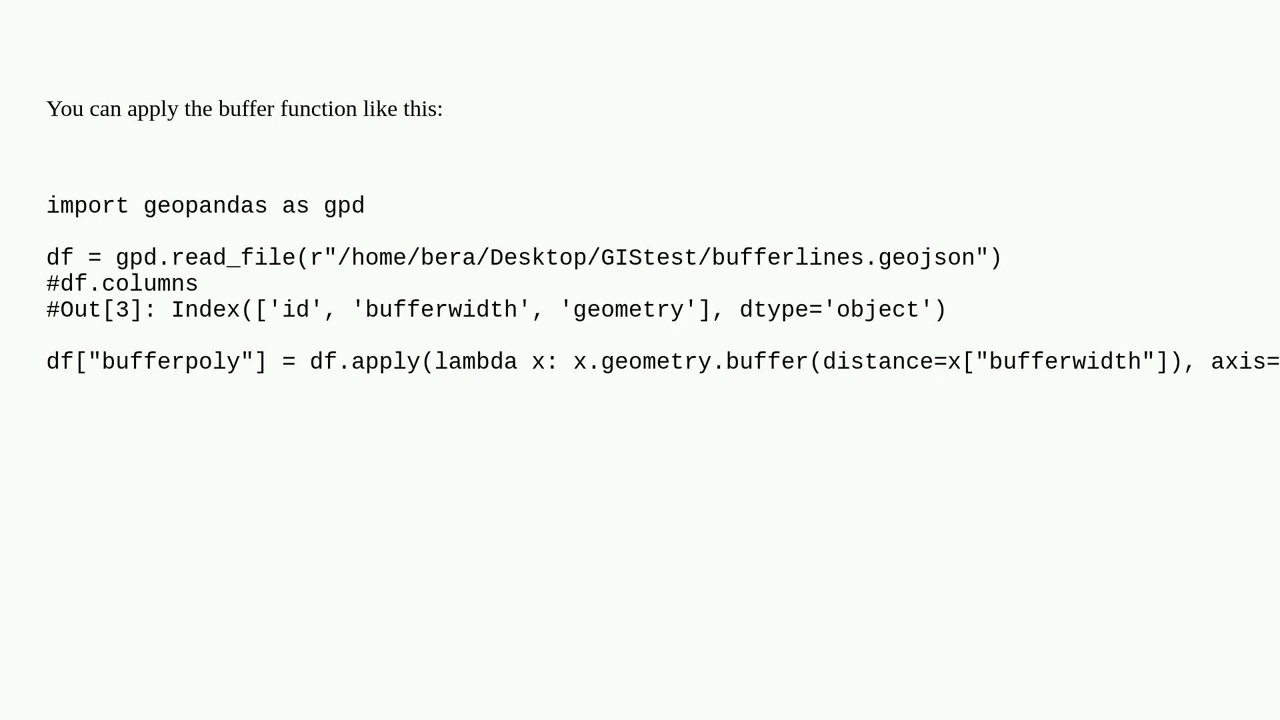 You can apply the buffer function like this:
import geopandas as gpd
df = gpd.read_file(r"/home/bera/Desktop/GIStest/bufferlines.geojson")
#df.columns
#Out[3]: Index(['id', 'bufferwidth', 'geometry'], dtype='object')
df["bufferpoly"] = df.apply(lambda x: x.geometry.buffer(distance=x["bufferwidth"]), axis=